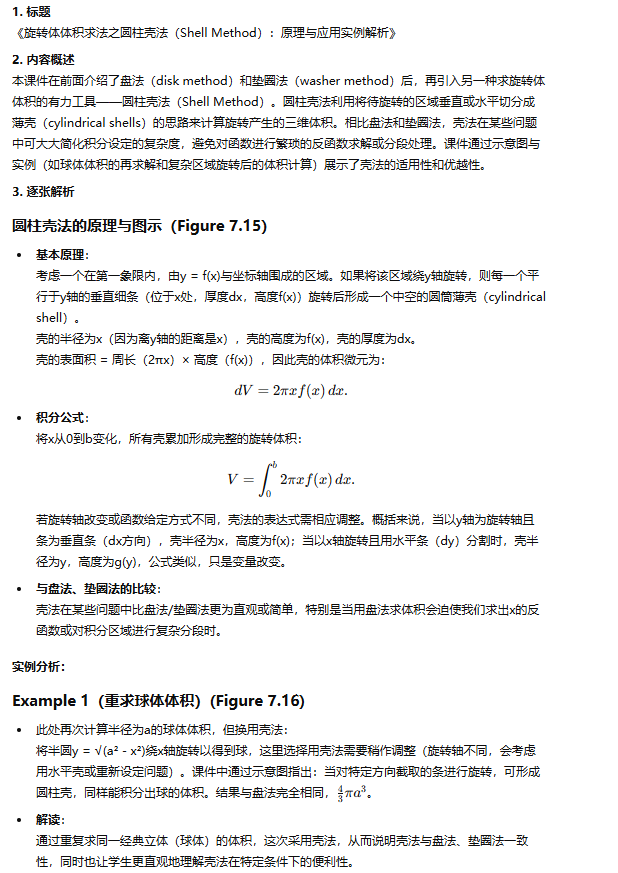 1. 标题
《旋转体体积求法之圆柱壳法（Shell Method）：原理与应用实例解析》
2. 内容概述
本课件在前面介绍了盘法（disk method）和垫圈法（washer method）后，再引入另一种求旋转体
体积的有力工具——圆柱壳法（Shell Method）。圆柱壳法利用将待旋转的区域垂直或水平切分成
薄壳（cylindrical shells）的思路来计算旋转产生的三维体积。相比盘法和垫圈法，壳法在某些问题
中可大大简化积分设定的复杂度，避免对函数进行繁琐的反函数求解或分段处理。课件通过示意图与
实例（如球体体积的再求解和复杂区域旋转后的体积计算）展示了壳法的适用性和优越性。
3. 逐张解析
圆柱壳法的原理与图示（Figure 7.15）
• 基本原理：
考虑一个在第一象限内，由y = f(x)与坐标轴围成的区域。如果将该区域绕y轴旋转，则每一个平
行于y轴的垂直细条（位于x处，厚度dx，高度f(x)）旋转后形成一个中空的圆筒薄壳（cylindrical
shell）。
壳的半径为x（因为离y轴的距离是x），壳的高度为f(x)，壳的厚度为dx。
壳的表面积 = 周长（2πx）× 高度（f(x)），因此壳的体积微元为：
dV = 2πxf(x) dx.
• 积分公式：
将x从0到b变化，所有壳累加形成完整的旋转体积：
V = ∫₀ᵇ 2πxf(x) dx.
若旋转轴改变或函数给定方式不同，壳法的表达式需相应调整。概括来说，当以y轴为旋转轴且
条为垂直条（dx方向），壳半径为x，高度为f(x)；当以x轴旋转且用水平条（dy）分割时，壳半
径为y，高度为g(y)，公式类似，只是变量改变。
• 与盘法、垫圈法的比较：
壳法在某些问题中比盘法/垫圈法更为直观或简单，特别是当用盘法求体积会迫使我们求出x的反
函数或对积分区域进行复杂分段时。
实例分析：
Example 1（重求球体体积）(Figure 7.16)
• 此处再次计算半径为a的球体体积，但换用壳法：
将半圆y = √(a² - x²)绕x轴旋转以得到球，这里选择用壳法需要稍作调整（旋转轴不同，会考虑
用水平壳或重新设定问题）。课件中通过示意图指出：当对特定方向截取的条进行旋转，可形成
圆柱壳，同样能积分出球的体积。结果与盘法完全相同，4/3 πa³。
• 解读：
通过重复求同一经典立体（球体）的体积，这次采用壳法，从而说明壳法与盘法、垫圈法一致
性，同时也让学生更直观地理解壳法在特定条件下的便利性。